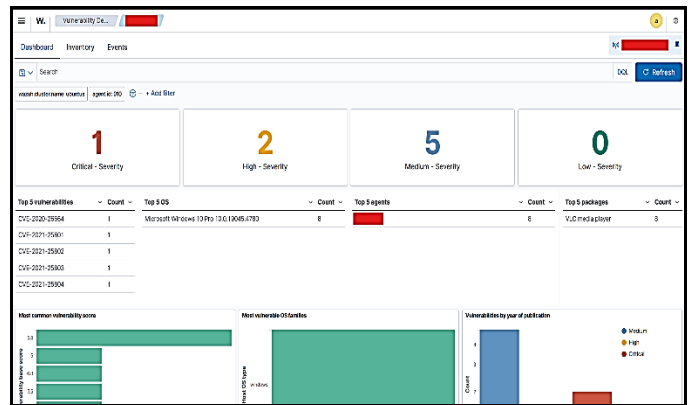 W. Vulnerability De...
a
Dashboard Inventory Events
Search DQL Refresh
wazuh.cluster.name: ubuntus agent.id: 010 + Add filter
1 2 5 0
Critical - Severity High - Severity Medium - Severity Low - Severity
Top 5 vulnerabilities Count Top 5 OS Count Top 5 agents Count Top 5 packages Count
1 Microsoft Windows 10 Pro 10.0.19045.4780 8 8 VLC media player 8
CVE-2021-25801 1
CVE-2021-25802 1
CVE-2021-25803 1
CVE-2021-25804 1
Most common vulnerability score Most vulnerable OS families Vulnerabilities by year of publication
Medium
High
Critical
windows
Host OS type
Count